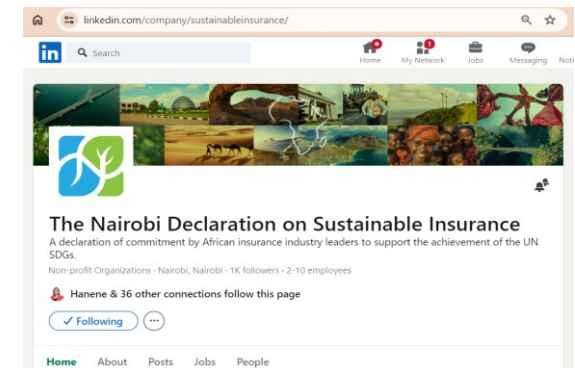 linkedin.com/company/sustainableinsurance/
in Search
Home My Network Jobs Messaging Noti
The Nairobi Declaration on Sustainable Insurance
A declaration of commitment by African insurance industry leaders to support the achievement of the UN
SDGs.
Non-profit Organizations · Nairobi, Nairobi · 1K followers · 2-10 employees
Hanene & 36 other connections follow this page
✓ Following ···
Home About Posts Jobs People